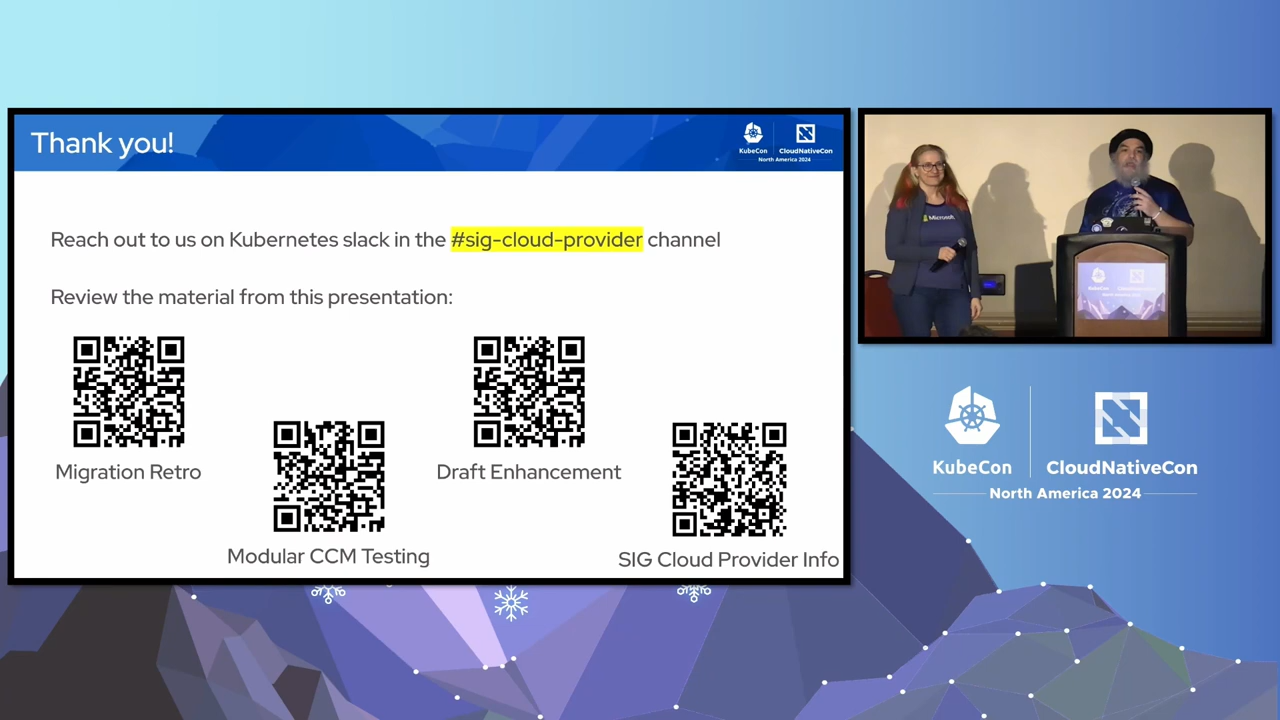 Thank you!
KubeCon
CloudNativeCon
North America 2024
Reach out to us on Kubernetes slack in the #sig-cloud-provider channel
Review the material from this presentation:
Migration Retro
Draft Enhancement
Modular CCM Testing
SIG Cloud Provider Info
Microsoft
KubeCon
CloudNativeCon
North America 2024